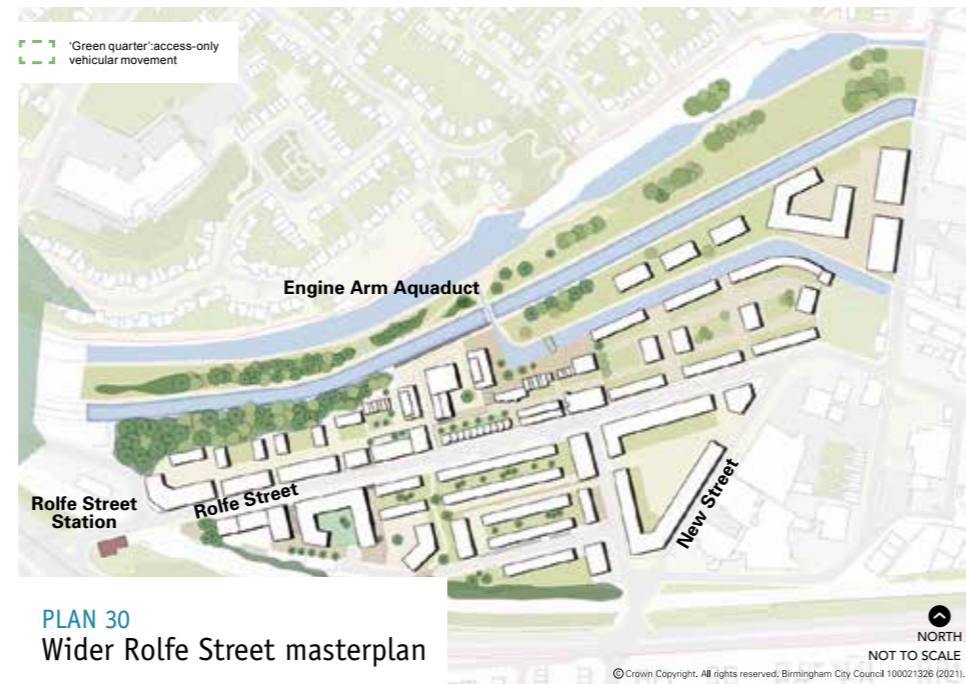 'Green quarter':access-only
vehicular movement
Engine Arm Aquaduct
Rolfe Street
Station
Rolfe Street
New Street
PLAN 30
Wider Rolfe Street masterplan
NORTH
NOT TO SCALE
© Crown Copyright. All rights reserved. Birmingham City Council 100021326 (2021).